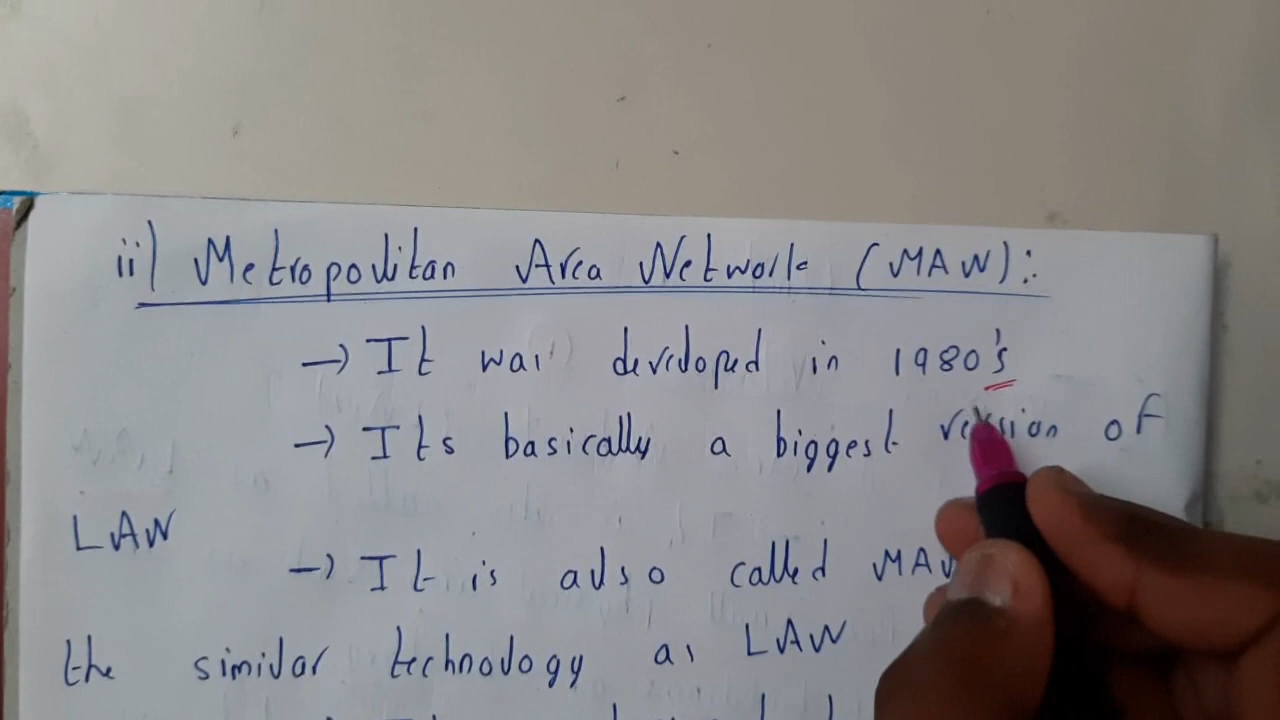 ii) Metropolitan Area Network (MAN):
→ It was developed in 1980's
→ Its basically a biggest version of
LAN
→ It is also called MAN
the similar technology as LAN